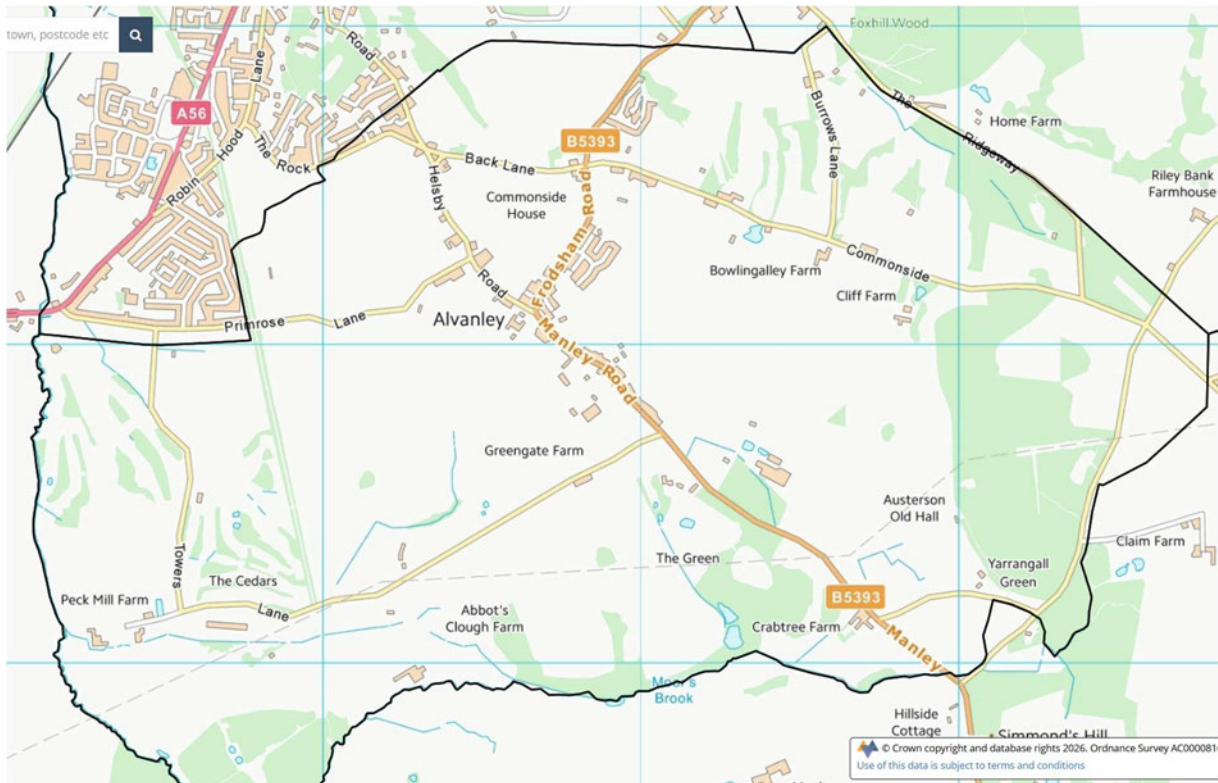 town, postcode etc
Foxhill Wood
Road
Lane
A56
The
Ridgeway
Home Farm
Burrows Lane
Hood
The Rock
B5393
Back Lane
Riley Bank
Farmhouse
Robin
Helsby
Commonside
House
Road
Frodsham Road
Bowlingalley Farm
Commonside
Cliff Farm
Primrose
Lane
Alvanley
Manley Road
Greengate Farm
Austerson
Old Hall
Claim Farm
Towers
The Cedars
The Green
Yarrangall
Green
Peck Mill Farm
Lane
Abbot's
Clough Farm
B5393
Crabtree Farm
Manley
Moor's
Brook
Hillside
Cottage
Simmond's Hill
© Crown copyright and database rights 2026. Ordnance Survey
Use of this data is subject to terms and conditions